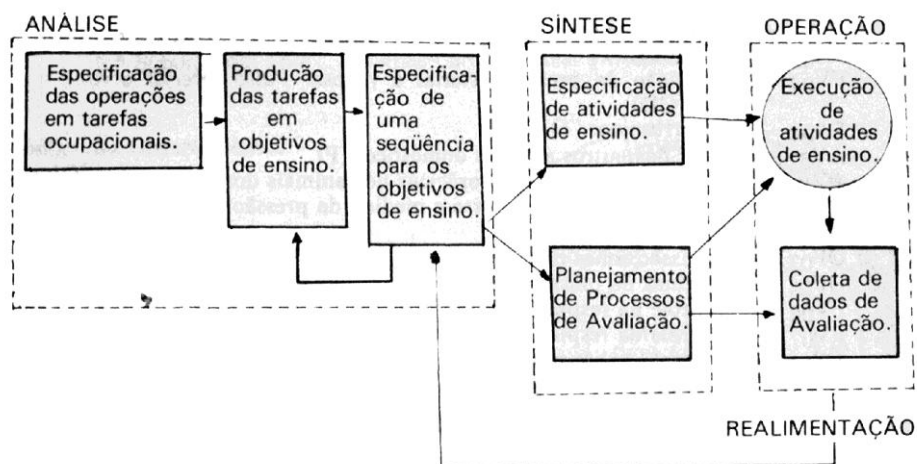 ANÁLISE
Especificação
das operações
em tarefas
ocupacionais.
Produção
das tarefas
em
objetivos
de ensino.
Especifica-
ção de
uma
seqüência
para os
objetivos
de ensino.
SÍNTESE
Especificação
de atividades
de ensino.
Planejamento
de Processos
de Avaliação.
OPERAÇÃO
Execução
de
atividades
de ensino.
Coleta de
dados de
Avaliação.
REALIMENTAÇÃO